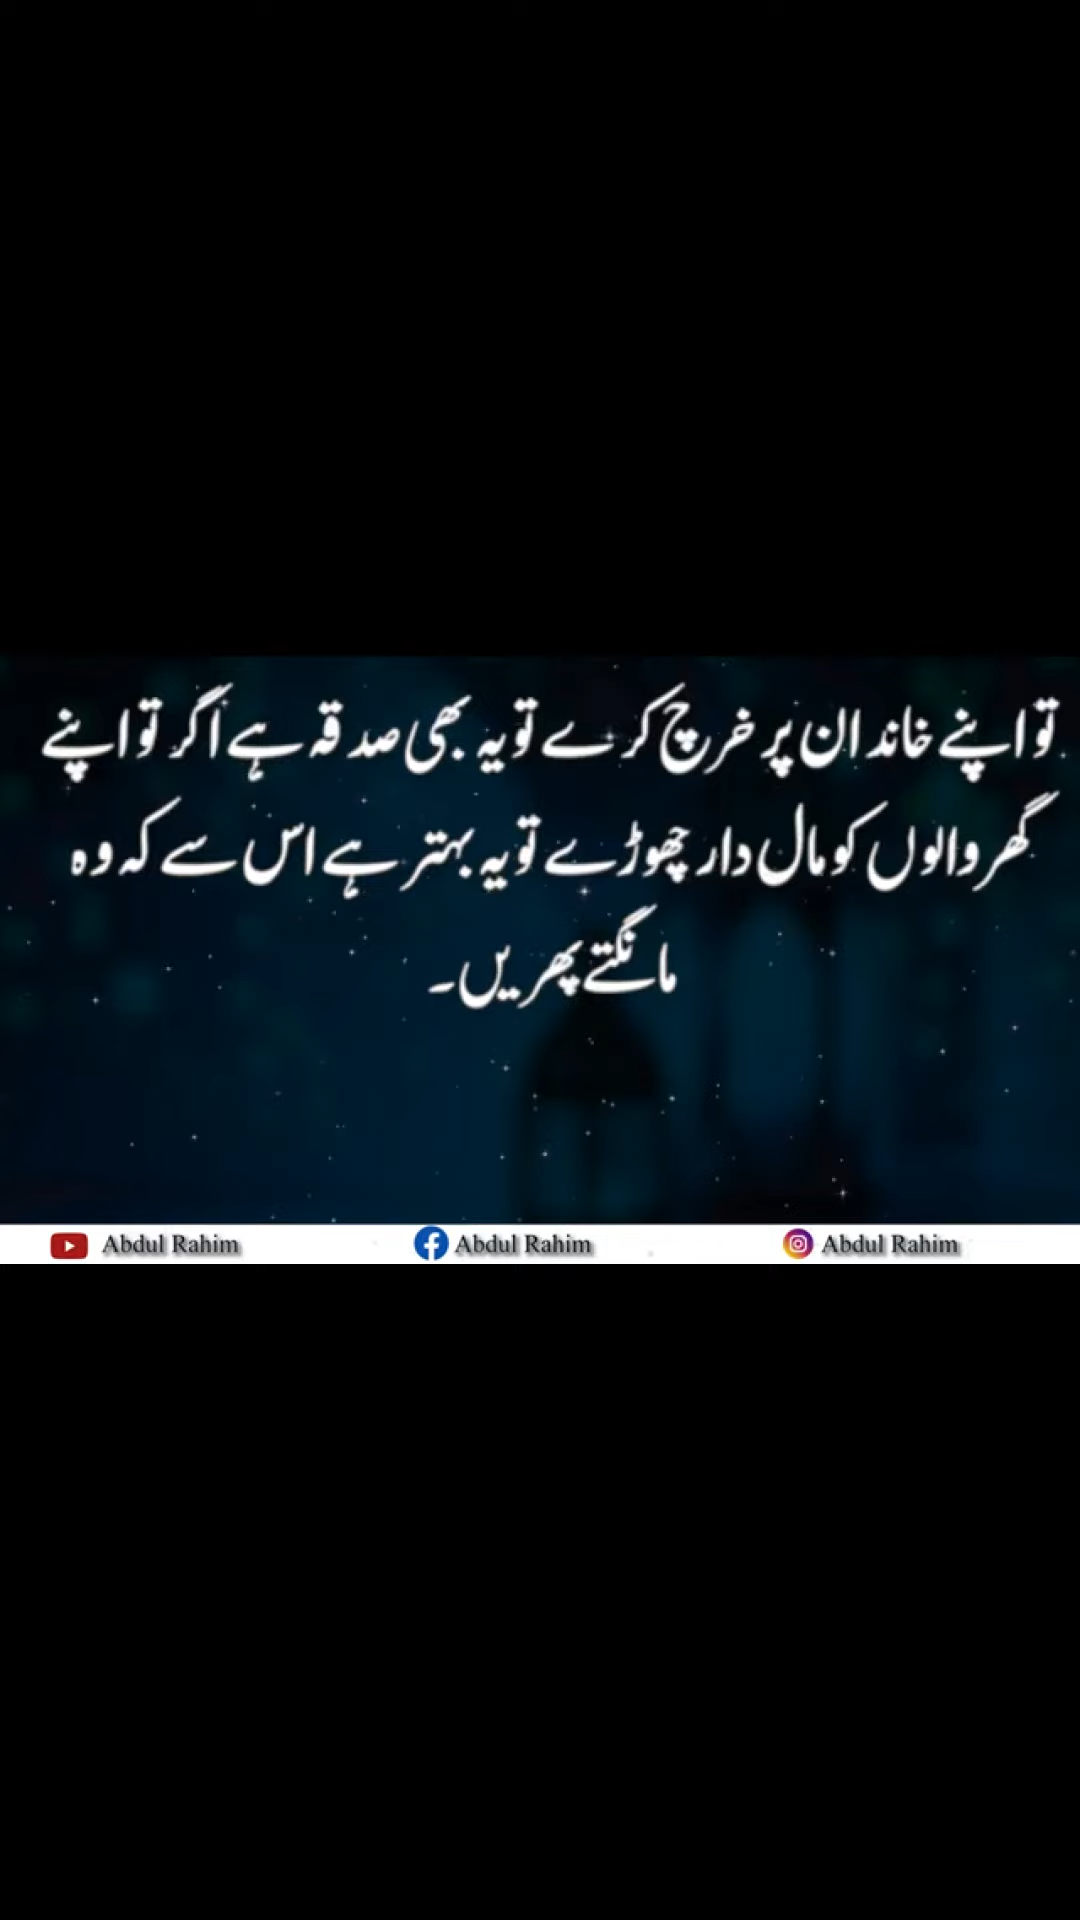 تو اپنے خاندان پر خرچ کرے تو یہ بھی صدقہ ہے اگر تو اپنے
گھر والوں کو مال دار چھوڑے تو یہ بہتر ہے اس سے کہ وہ
مانگتے پھریں۔
Abdul Rahim Abdul Rahim Abdul Rahim